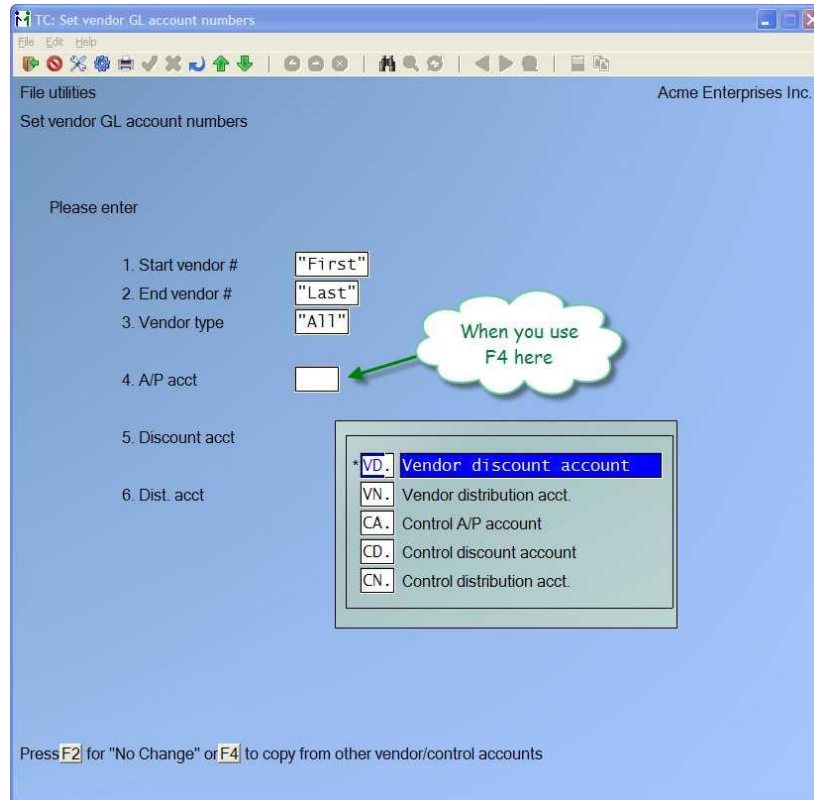 TC: Set vendor GL account numbers
File Edit Help
File utilities
Acme Enterprises Inc.
Set vendor GL account numbers
Please enter
1. Start vendor # "First"
2. End vendor # "Last"
3. Vendor type "All"
When you use
F4 here
4. A/P acct
5. Discount acct
*VD. Vendor discount account
6. Dist. acct
VN. Vendor distribution acct.
CA. Control A/P account
CD. Control discount account
CN. Control distribution acct.
Press F2 for "No Change" or F4 to copy from other vendor/control accounts